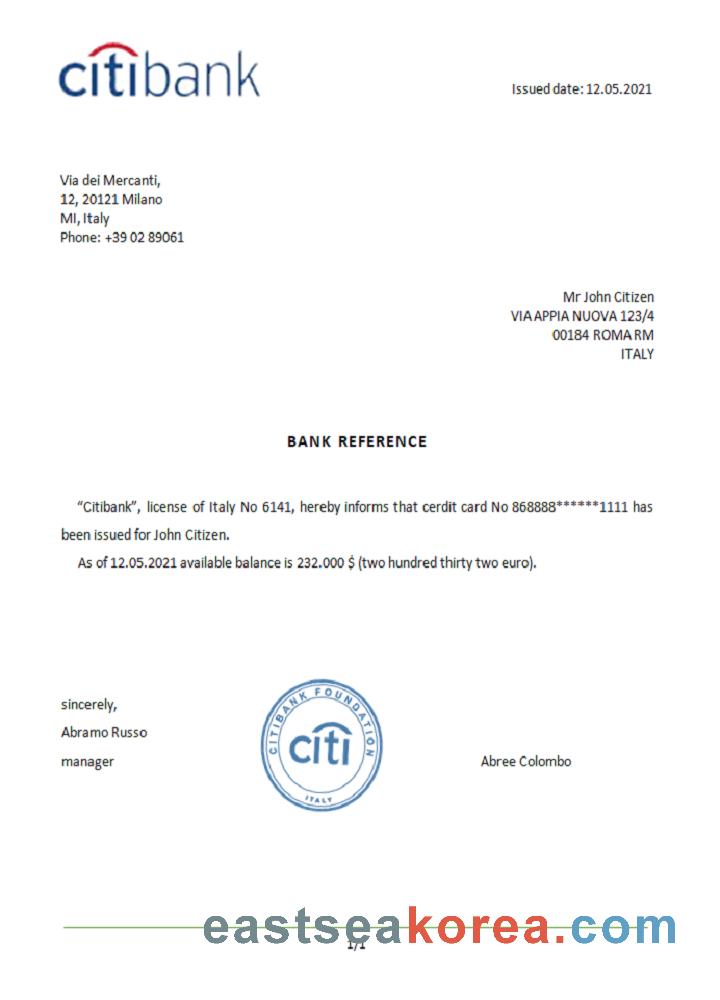 citibank
Issued date: 12.05.2021
Via dei Mercanti,
12, 20121 Milano
MI, Italy
Phone: +39 02 89061
Mr John Citizen
VIA APPIA NUOVA 123/4
00184 ROMA RM
ITALY
BANK REFERENCE
“Citibank”, license of Italy No 6141, hereby informs that cerdit card No 868888******1111 has
been issued for John Citizen.
As of 12.05.2021 available balance is 232.000 $ (two hundred thirty two euro).
sincerely,
Abramo Russo
manager
CITIBANK FOUNDATION
citi
ITALY
Abree Colombo
eastseakorea.com
1/1